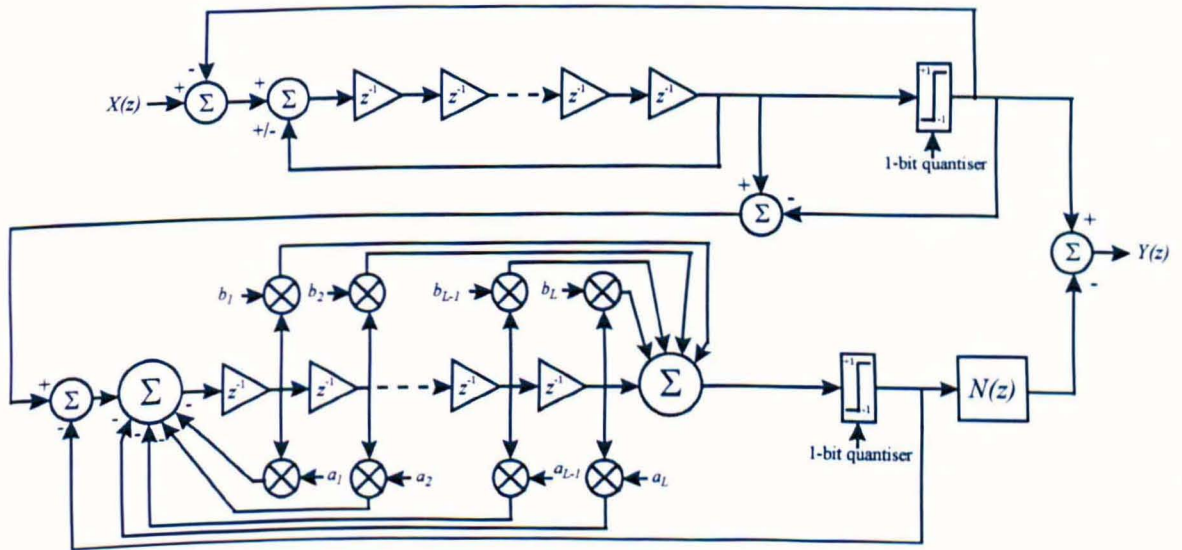 - 
X(z) + Σ + Σ z⁻¹ z⁻¹ z⁻¹ z⁻¹ +1 -1
+/-
1-bit quantiser
+ Σ -
+ Σ Y(z)
-
b₁ b₂ b_{L-1} b_L
+ Σ Σ - z⁻¹ z⁻¹ z⁻¹ z⁻¹ Σ +1 -1 N(z)
- - - - -
1-bit quantiser
a₁ a₂ a_{L-1} a_L